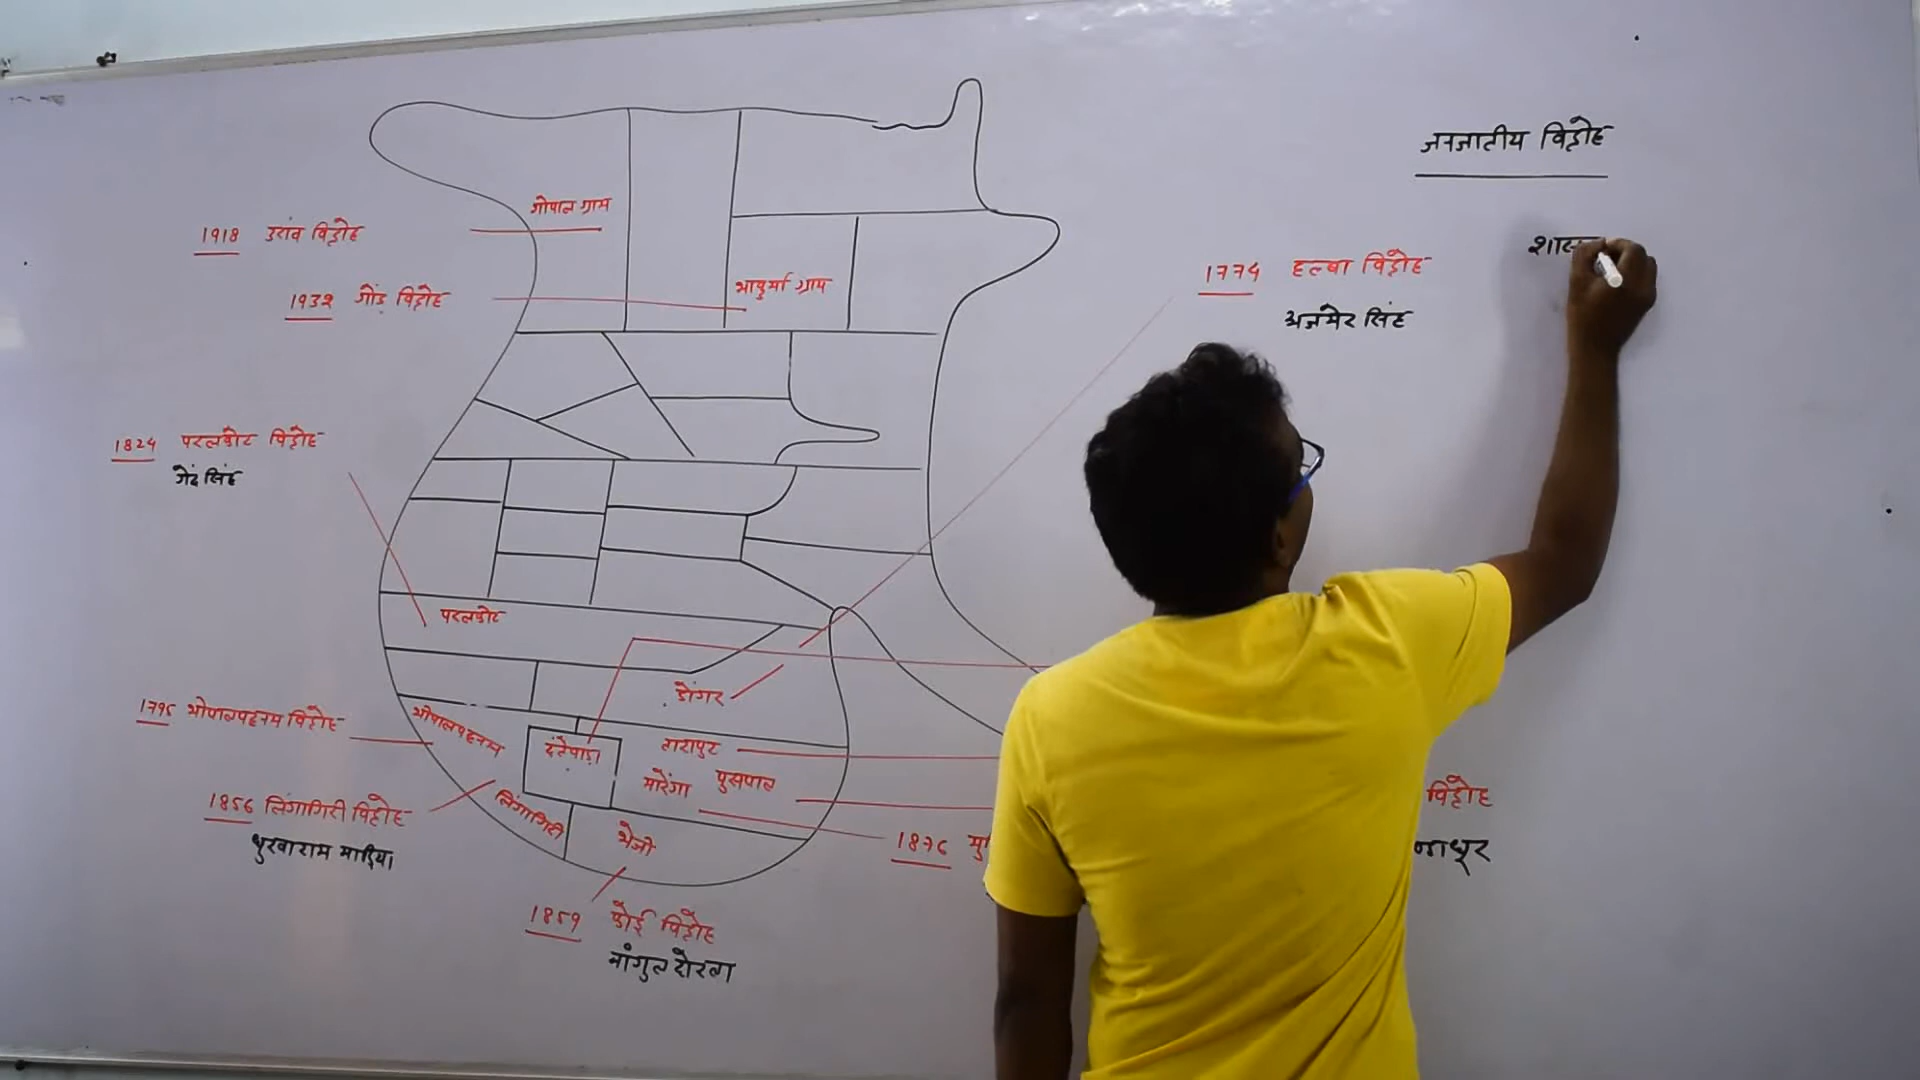 जनजातीय विद्रोह
गोपाल ग्राम
1918 उरांव विद्रोह
1774 हल्बा विद्रोह
अजमेर सिंह
1932 गोंड़ विद्रोह
1824 परलकोट विद्रोह
गेंद सिंह
परलकोट
डोंगर
1795 भोपालपट्टनम विद्रोह
भोपालपट्टनम
दंतेवाड़ा
तारापुर
मारेंगा
पुसपाल
1856 लिंगागिरी विद्रोह
धुरवाराम माड़िया
लिंगागिरी
भेजी
1876 मु
विद्रोह
1859 कोई विद्रोह
नांगुल दोरला